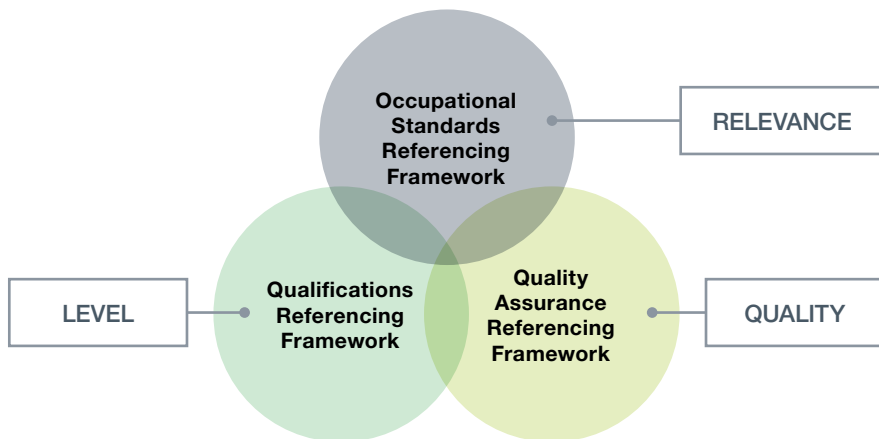 Occupational
Standards
Referencing
Framework
RELEVANCE
LEVEL
Qualifications
Referencing
Framework
Quality
Assurance
Referencing
Framework
QUALITY